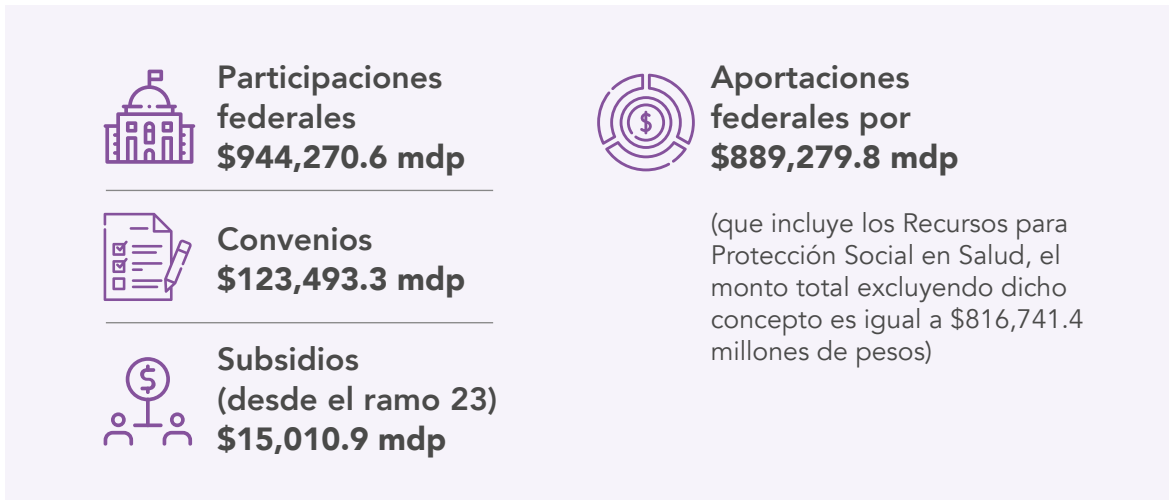 Participaciones
federales
$944,270.6 mdp
Convenios
$123,493.3 mdp
Subsidios
(desde el ramo 23)
$15,010.9 mdp
Aportaciones
federales por
$889,279.8 mdp
(que incluye los Recursos para
Protección Social en Salud, el
monto total excluyendo dicho
concepto es igual a $816,741.4
millones de pesos)